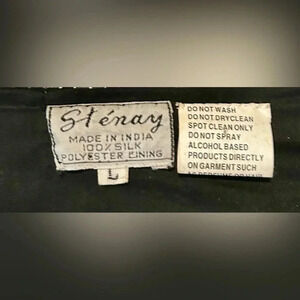 Sténay
MADE IN INDIA
100% SILK
POLYESTER LINING
L
DO NOT WASH
DO NOT DRYCLEAN
SPOT CLEAN ONLY
DO NOT SPRAY
ALCOHOL BASED
PRODUCTS DIRECTLY
ON GARMENT SUCH